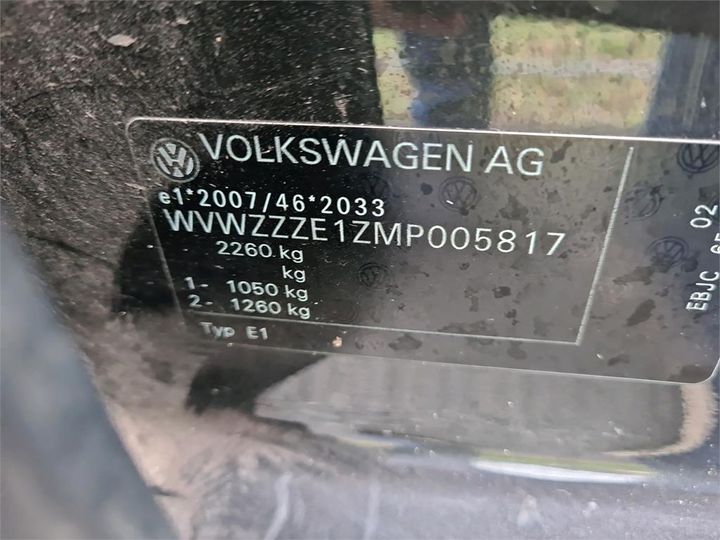 VOLKSWAGEN AG
e1*2007/46*2033
WVWZZZE1ZMP005817
2260 kg
kg
1- 1050 kg
2- 1260 kg
Typ E1
02
EBJC